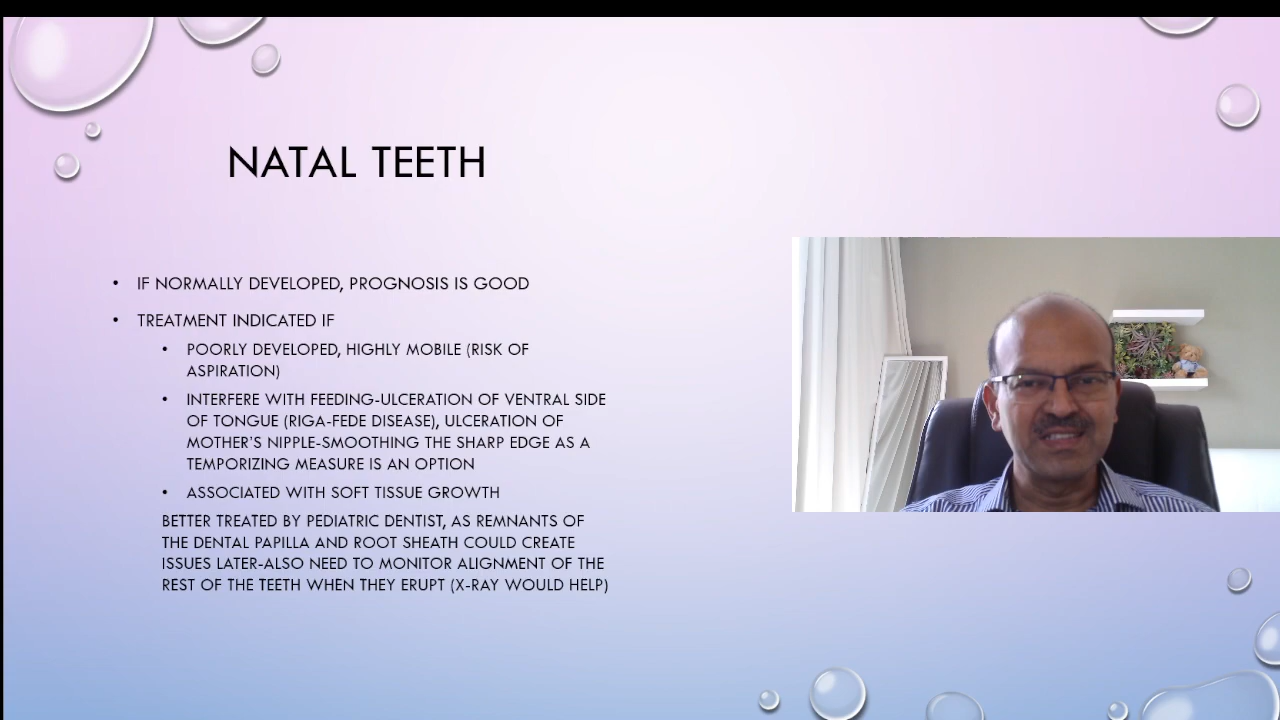 NATAL TEETH
• IF NORMALLY DEVELOPED, PROGNOSIS IS GOOD
• TREATMENT INDICATED IF
• POORLY DEVELOPED, HIGHLY MOBILE (RISK OF
ASPIRATION)
• INTERFERE WITH FEEDING-ULCERATION OF VENTRAL SIDE
OF TONGUE (RIGA-FEDE DISEASE), ULCERATION OF
MOTHER'S NIPPLE-SMOOTHING THE SHARP EDGE AS A
TEMPORIZING MEASURE IS AN OPTION
• ASSOCIATED WITH SOFT TISSUE GROWTH
BETTER TREATED BY PEDIATRIC DENTIST, AS REMNANTS OF
THE DENTAL PAPILLA AND ROOT SHEATH COULD CREATE
ISSUES LATER-ALSO NEED TO MONITOR ALIGNMENT OF THE
REST OF THE TEETH WHEN THEY ERUPT (X-RAY WOULD HELP)